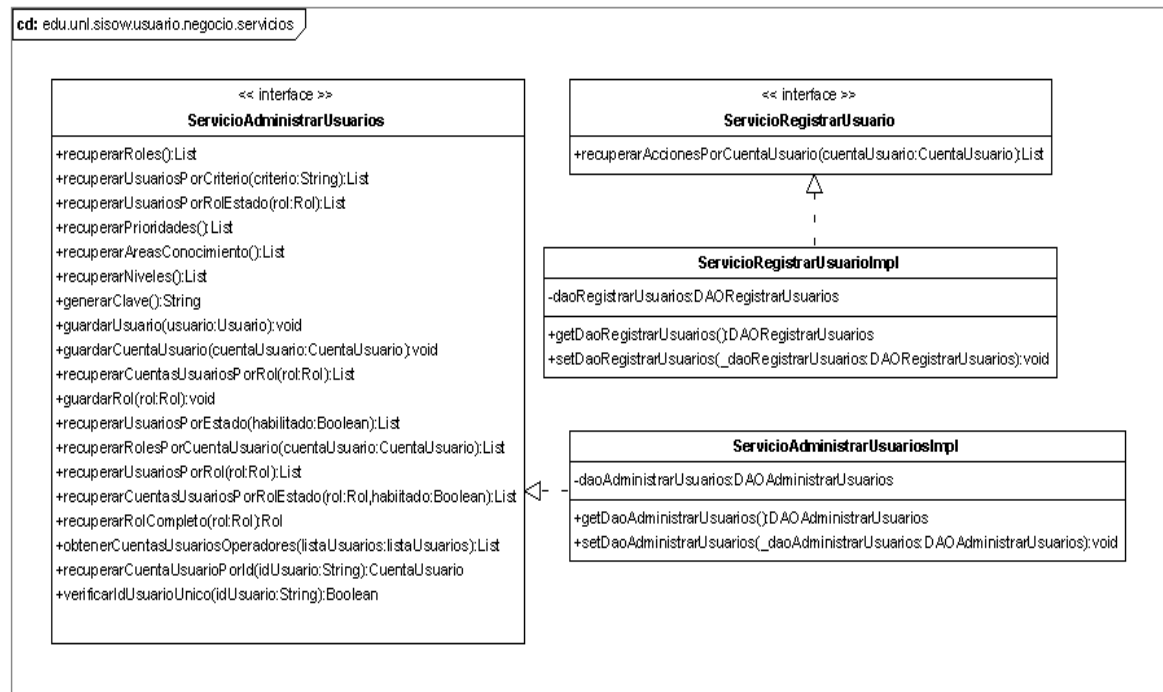 cd: edu.unl.sisow.usuario.negocio.servicios
<< interface >>
ServicioAdministrarUsuarios
+recuperarRoles():List
+recuperarUsuariosPorCriterio(criterio:String):List
+recuperarUsuariosPorRolEstado(rol:Rol):List
+recuperarPrioridades():List
+recuperarAreasConocimiento():List
+recuperarNiveles():List
+generarClave():String
+guardarUsuario(usuario:Usuario):void
+guardarCuentaUsuario(cuentaUsuario:CuentaUsuario):void
+recuperarCuentasUsuariosPorRol(rol:Rol):List
+guardarRol(rol:Rol):void
+recuperarUsuariosPorEstado(habilitado:Boolean):List
+recuperarRolesPorCuentaUsuario(cuentaUsuario:CuentaUsuario):List
+recuperarUsuariosPorRol(rol:Rol):List
+recuperarCuentasUsuariosPorRolEstado(rol:Rol,habiitado:Boolean):List
+recuperarRolCompleto(rol:Rol):Rol
+obtenerCuentasUsuariosOperadores(listaUsuarios:listaUsuarios):List
+recuperarCuentaUsuarioPorId(idUsuario:String):CuentaUsuario
+verificarIdUsuarioUnico(idUsuario:String):Boolean
<< interface >>
ServicioRegistrarUsuario
+recuperarAccionesPorCuentaUsuario(cuentaUsuario:CuentaUsuario):List
ServicioRegistrarUsuarioImpl
-daoRegistrarUsuarios:DAORegistrarUsuarios
+getDaoRegistrarUsuarios():DAORegistrarUsuarios
+setDaoRegistrarUsuarios(_daoRegistrarUsuarios:DAORegistrarUsuarios):void
ServicioAdministrarUsuariosImpl
-daoAdministrarUsuarios:DAOAdministrarUsuarios
+getDaoAdministrarUsuarios():DAOAdministrarUsuarios
+setDaoAdministrarUsuarios(_daoAdministrarUsuarios:DAOAdministrarUsuarios):void